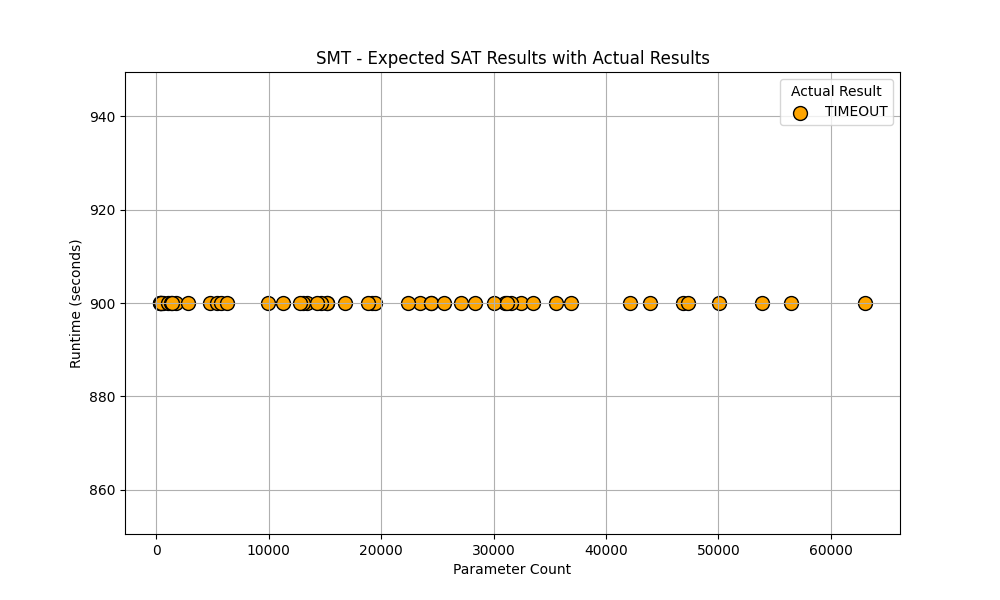 SMT - Expected SAT Results with Actual Results
Actual Result
TIMEOUT
940
920
900
880
860
Runtime (seconds)
0
10000
20000
30000
40000
50000
60000
Parameter Count